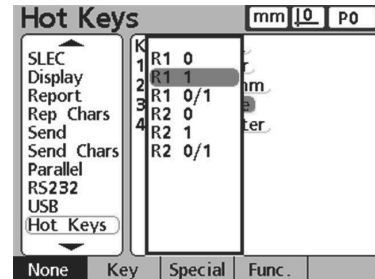 Hot Keys
mm
0
P0
SLEC
Display
Report
Rep Chars
Send
Send Chars
Parallel
RS232
USB
Hot Keys
K
1
2
3
4
R1 0
R1 1
R1 0/1
R2 0
R2 1
R2 0/1
None Key Special Func.